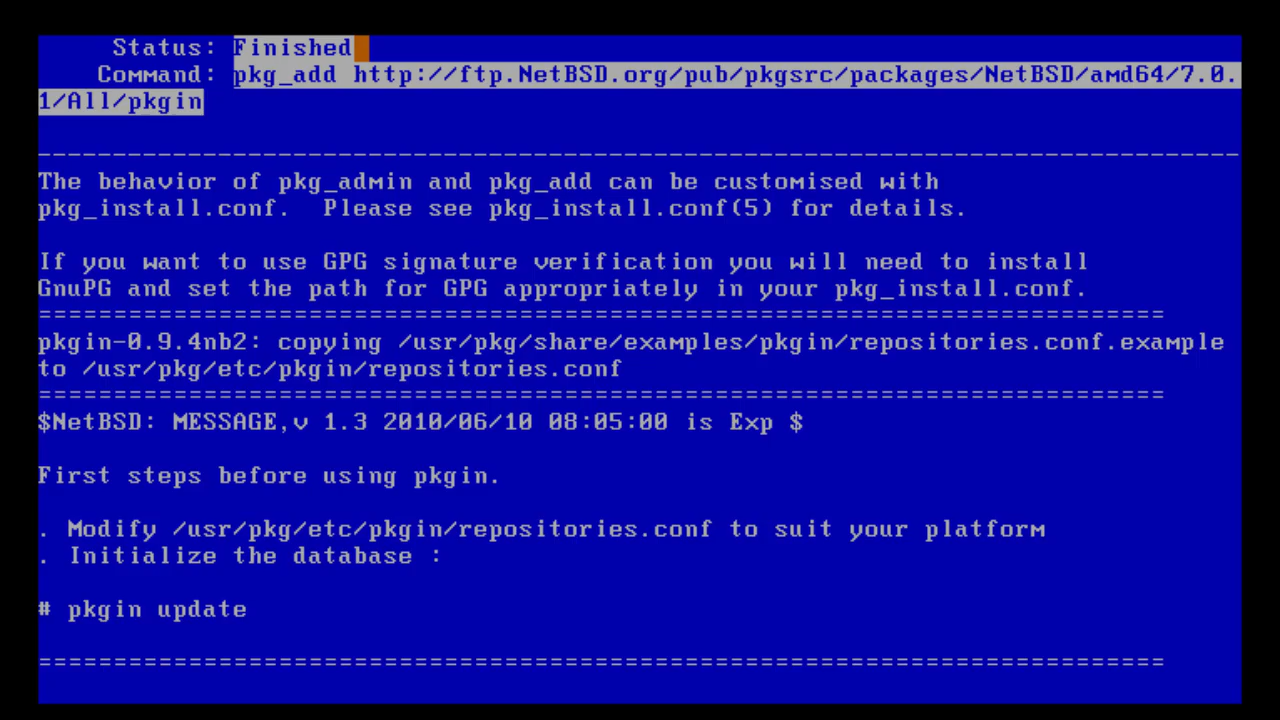 Status: Finished
Command: pkg_add http://ftp.NetBSD.org/pub/pkgsrc/packages/NetBSD/amd64/7.0.
1/All/pkgin
--------------------------------------------------------------------------------
The behavior of pkg_admin and pkg_add can be customised with
pkg_install.conf.  Please see pkg_install.conf(5) for details.
If you want to use GPG signature verification you will need to install
GnuPG and set the path for GPG appropriately in your pkg_install.conf.
===========================================================================
pkgin-0.9.4nb2: copying /usr/pkg/share/examples/pkgin/repositories.conf.example
to /usr/pkg/etc/pkgin/repositories.conf
===========================================================================
$NetBSD: MESSAGE,v 1.3 2010/06/10 08:05:00 is Exp $
First steps before using pkgin.
. Modify /usr/pkg/etc/pkgin/repositories.conf to suit your platform
. Initialize the database :
# pkgin update
===========================================================================